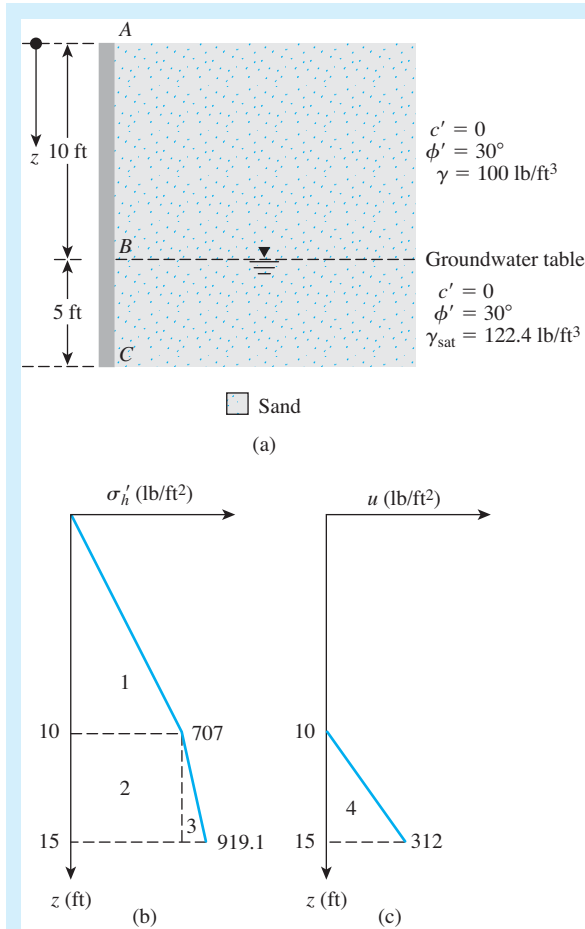 A
z
10 ft
c′ = 0
ϕ′ = 30°
γ = 100 lb/ft³
B
Groundwater table
5 ft
c′ = 0
ϕ′ = 30°
γsat = 122.4 lb/ft³
C
Sand
(a)
σh′ (lb/ft²)
u (lb/ft²)
1
10
707
10
2
4
3
15
919.1
15
312
z (ft)
z (ft)
(b)
(c)